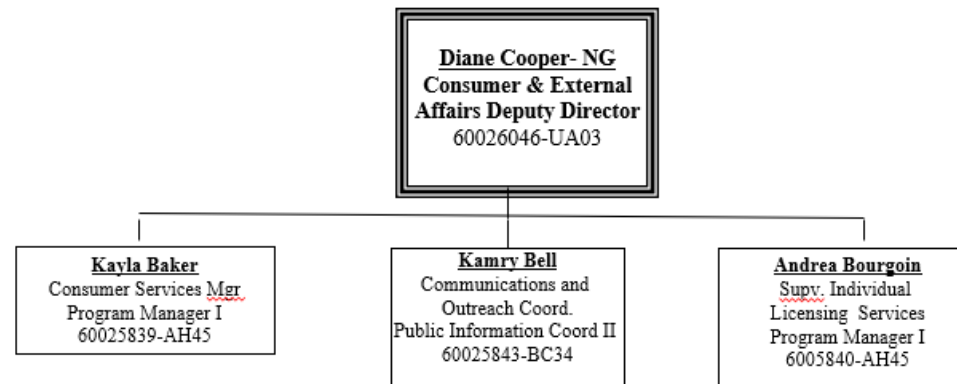 Diane Cooper- NG
Consumer & External
Affairs Deputy Director
60026046-UA03
Kayla Baker
Consumer Services Mgr
Program Manager I
60025839-AH45
Kamry Bell
Communications and
Outreach Coord.
Public Information Coord II
60025843-BC34
Andrea Bourgoin
Supv. Individual
Licensing Services
Program Manager I
6005840-AH45